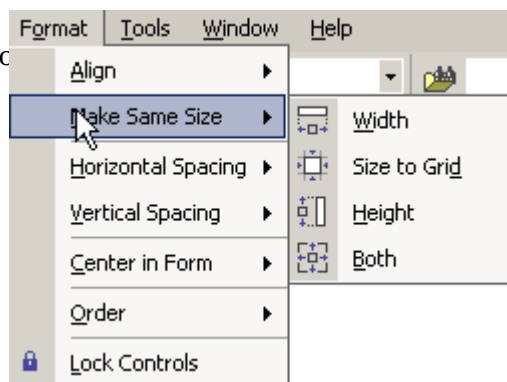 Format Tools Window Help
Align
Make Same Size
Width
Horizontal Spacing
Size to Grid
Vertical Spacing
Height
Center in Form
Both
Order
Lock Controls